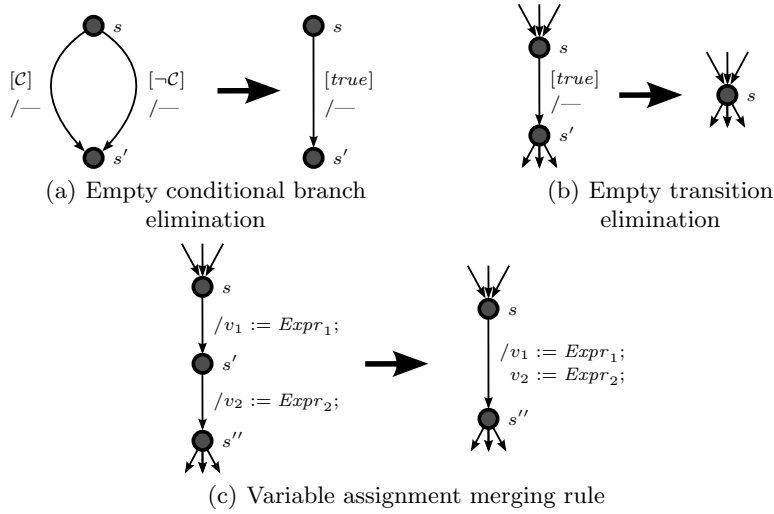 s s
[C] [¬C] [true]
/— /— /—
s′ s′
(a) Empty conditional branch
elimination
s
[true]
/—
s
s′
(b) Empty transition
elimination
s
/v₁ := Expr₁;
s′
/v₂ := Expr₂;
s′′
s
/v₁ := Expr₁;
v₂ := Expr₂;
s′′
(c) Variable assignment merging rule